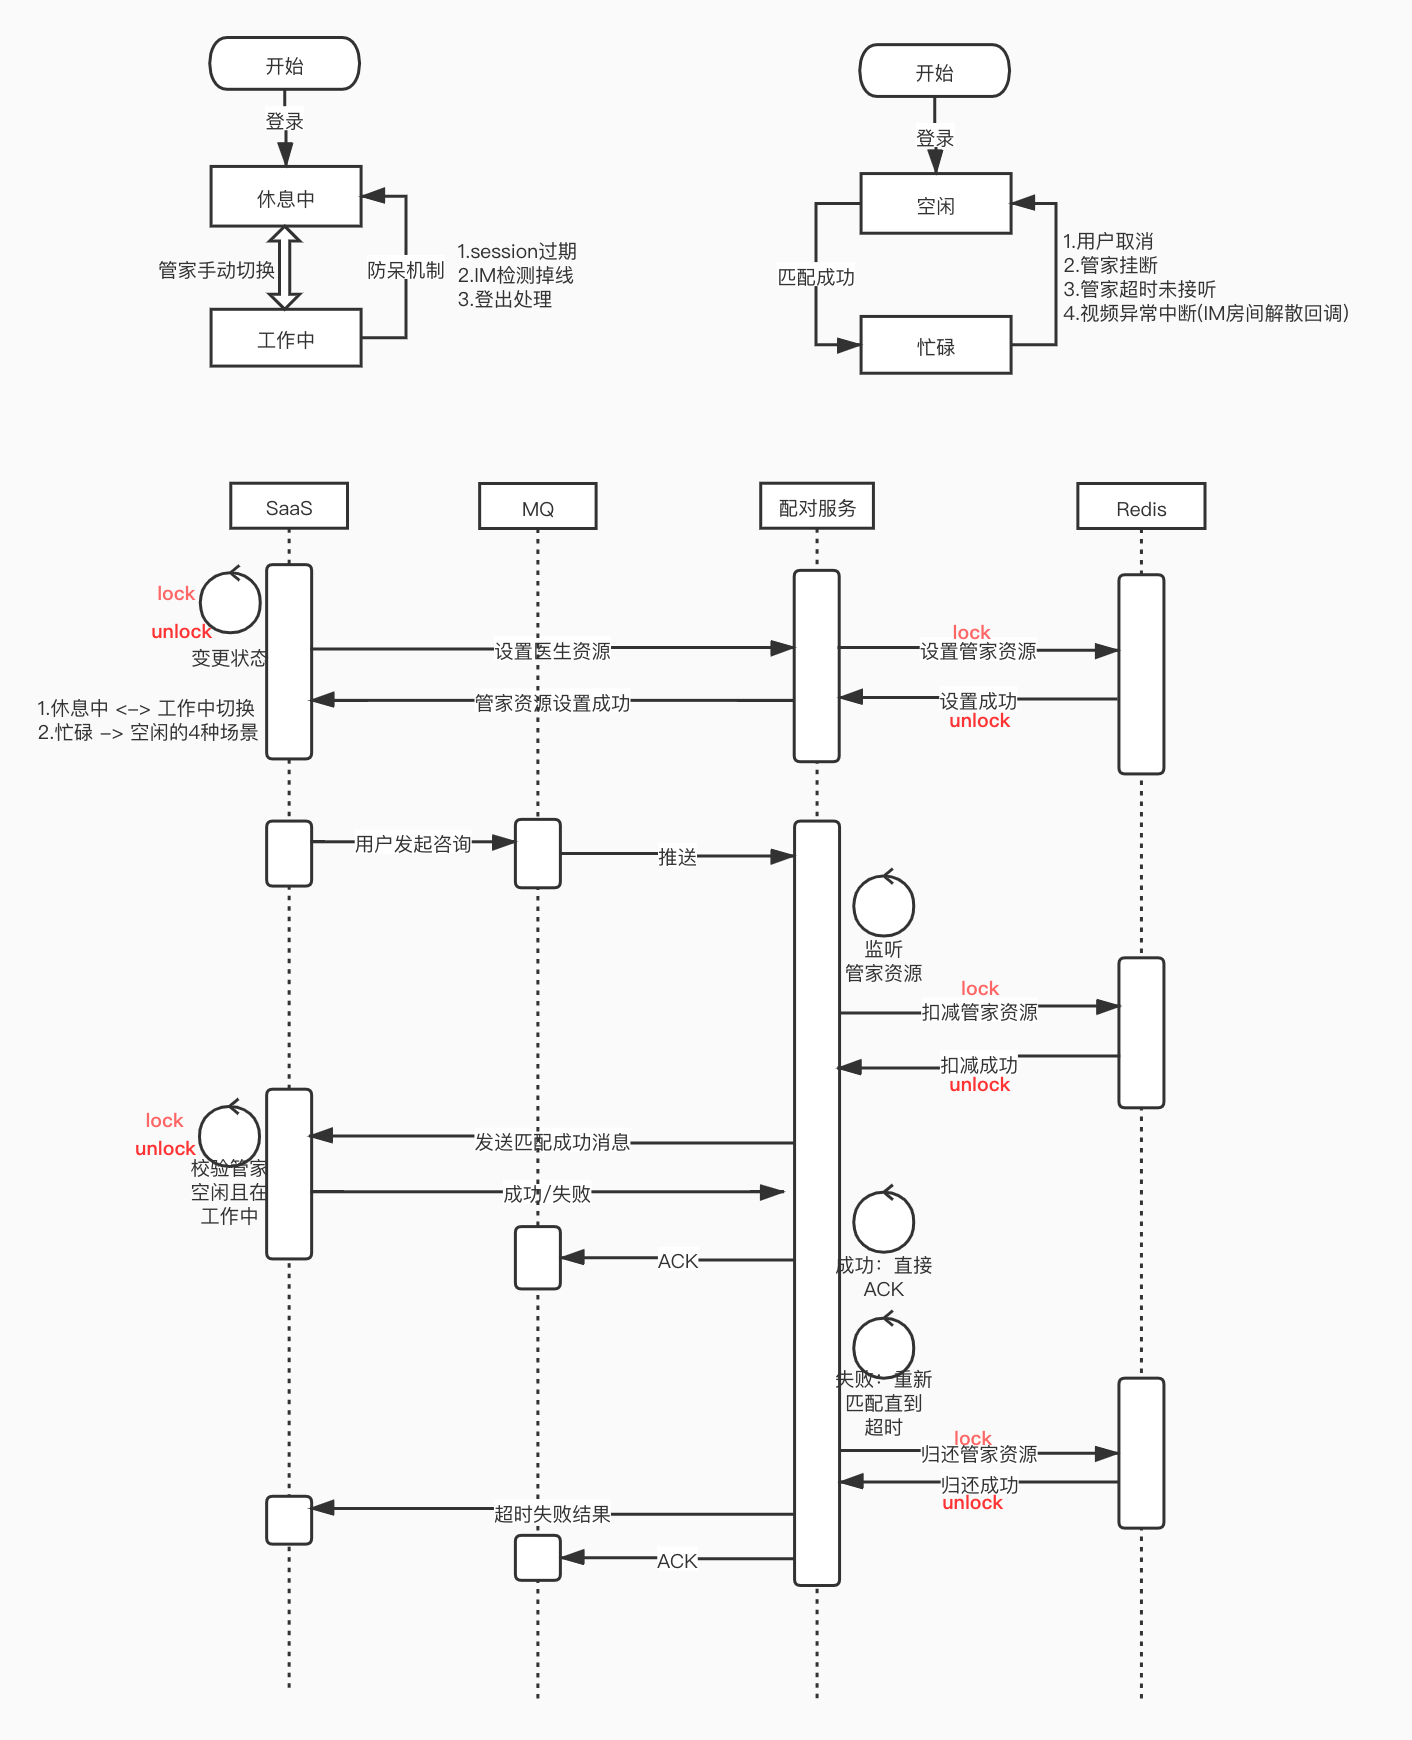 开始
登录
休息中
管家手动切换
防呆机制
1.session过期
2.IM检测掉线
3.登出处理
工作中
开始
登录
空闲
匹配成功
1.用户取消
2.管家挂断
3.管家超时未接听
4.视频异常中断(IM房间解散回调)
忙碌
SaaS
MQ
配对服务
Redis
lock
unlock
变更状态
1.休息中 <-> 工作中切换
2.忙碌 -> 空闲的4种场景
设置医生资源
lock
设置管家资源
管家资源设置成功
设置成功
unlock
用户发起咨询
推送
监听
管家资源
lock
扣减管家资源
扣减成功
unlock
lock
unlock
校验管家
空闲且在
工作中
发送匹配成功消息
成功/失败
ACK
成功：直接
ACK
失败：重新
匹配直到
超时
lock
归还管家资源
归还成功
unlock
超时失败结果
ACK